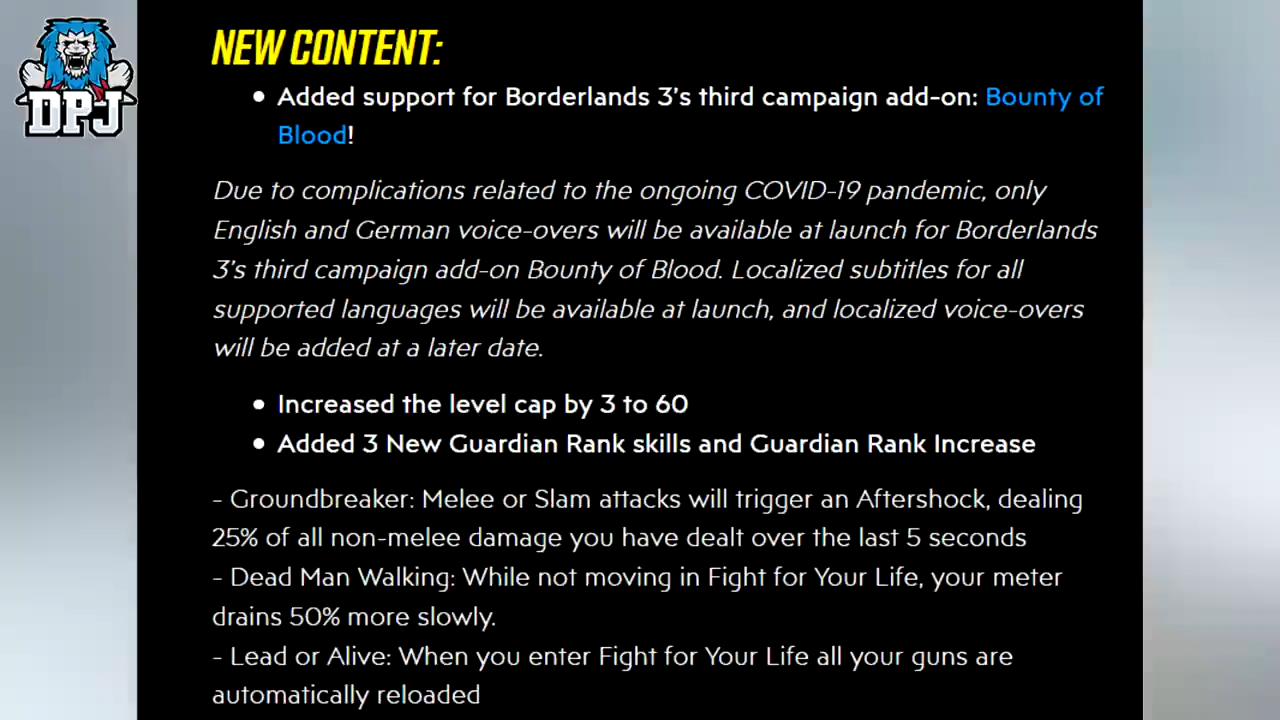 DPJ
NEW CONTENT:
• Added support for Borderlands 3's third campaign add-on: Bounty of
Blood!
Due to complications related to the ongoing COVID-19 pandemic, only
English and German voice-overs will be available at launch for Borderlands
3's third campaign add-on Bounty of Blood. Localized subtitles for all
supported languages will be available at launch, and localized voice-overs
will be added at a later date.
• Increased the level cap by 3 to 60
• Added 3 New Guardian Rank skills and Guardian Rank Increase
- Groundbreaker: Melee or Slam attacks will trigger an Aftershock, dealing
25% of all non-melee damage you have dealt over the last 5 seconds
- Dead Man Walking: While not moving in Fight for Your Life, your meter
drains 50% more slowly.
- Lead or Alive: When you enter Fight for Your Life all your guns are
automatically reloaded